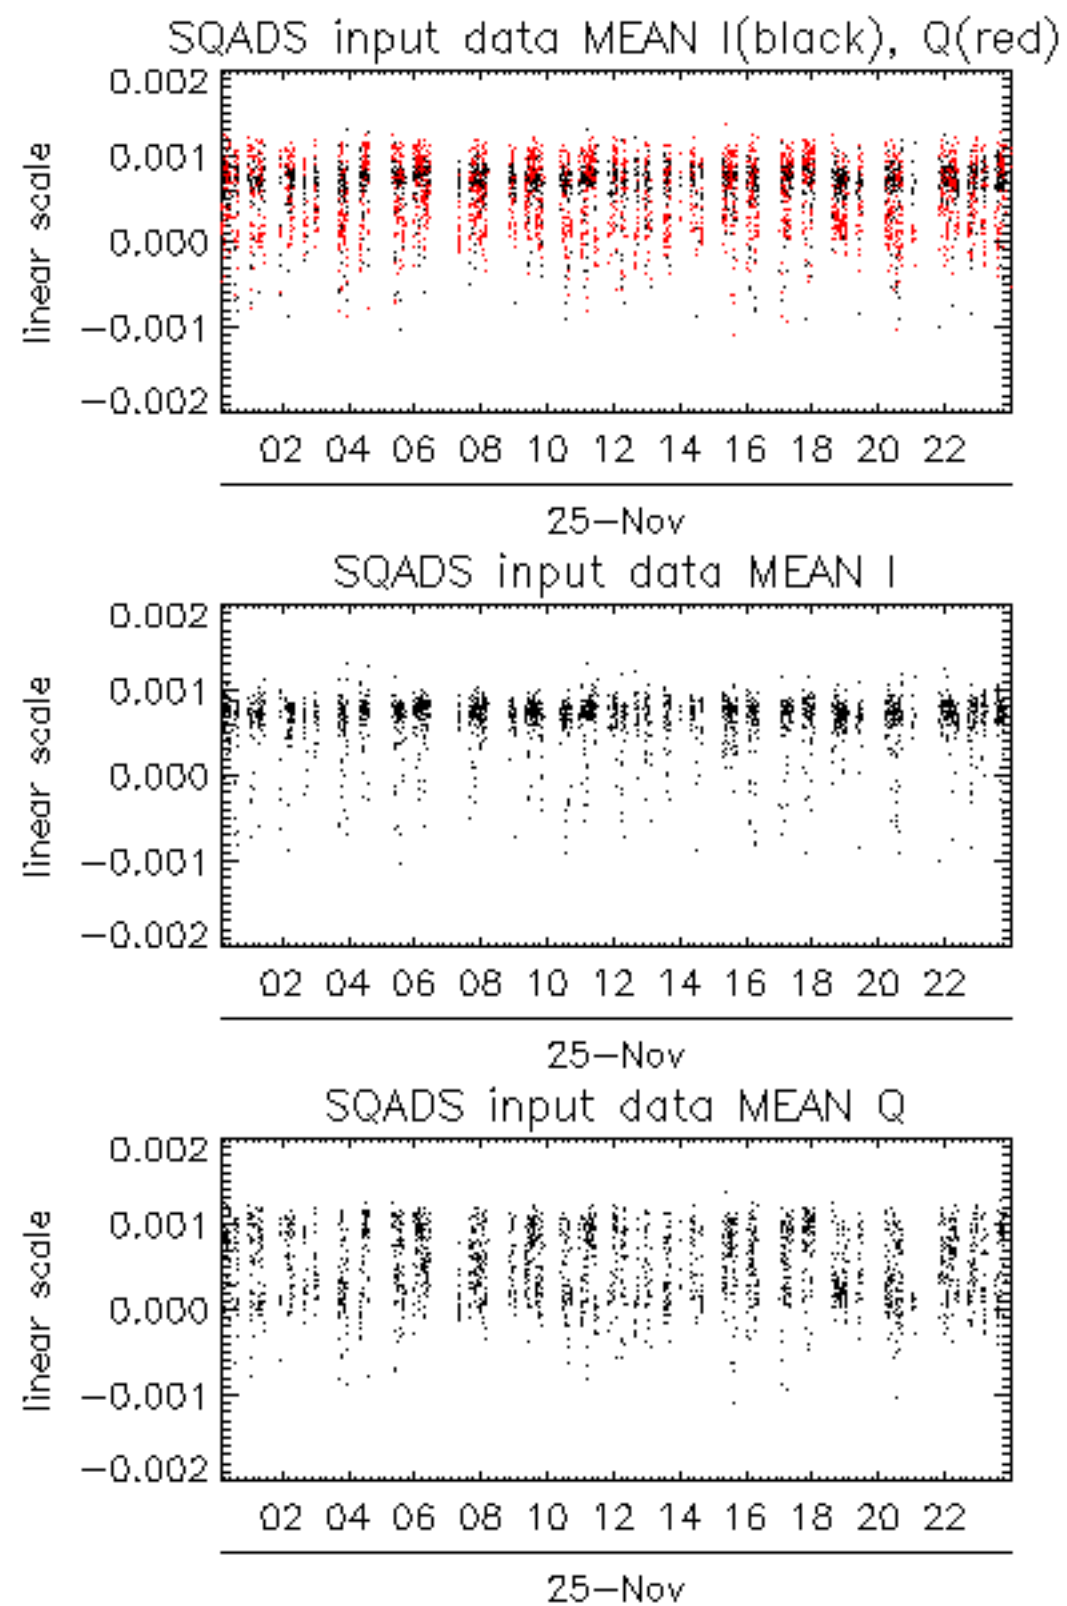 SQADS input data MEAN I(black), Q(red)
0.002
0.001
0.000
−0.001
−0.002
linear scale
02 04 06 08 10 12 14 16 18 20 22
25−Nov
SQADS input data MEAN I
0.002
0.001
0.000
−0.001
−0.002
linear scale
02 04 06 08 10 12 14 16 18 20 22
25−Nov
SQADS input data MEAN Q
0.002
0.001
0.000
−0.001
−0.002
linear scale
02 04 06 08 10 12 14 16 18 20 22
25−Nov